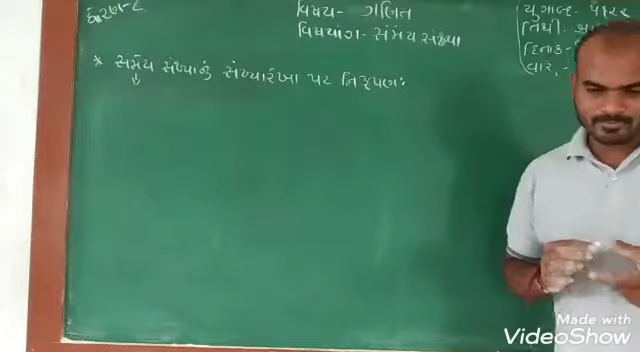 ધોરણ-૮
વિષય- ગણિત
વિષયાંગ- સંમેય સંખ્યા
યુગાબ્દ -
તિથી
દિનાંક-
વાર.-
* સંમેય સંખ્યાનું સંખ્યારેખા પર નિરૂપણ:
Made with
VideoShow